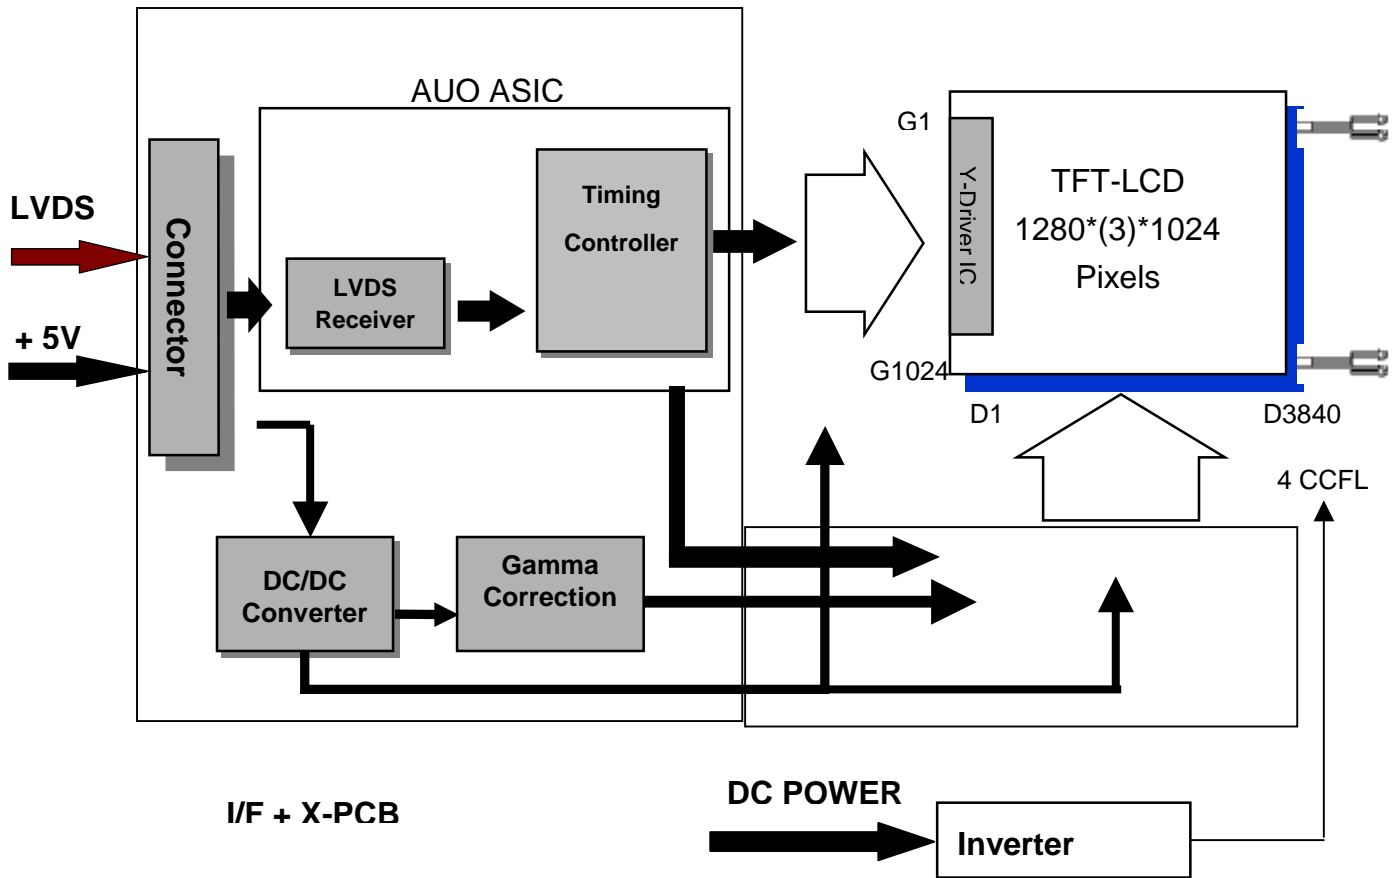 AUO ASIC
LVDS
+ 5V
Connector
LVDS
Receiver
Timing
Controller
G1
G1024
Y-Driver IC
TFT-LCD
1280*(3)*1024
Pixels
D1
D3840
4 CCFL
DC/DC
Converter
Gamma
Correction
I/F + X-PCB
DC POWER
Inverter